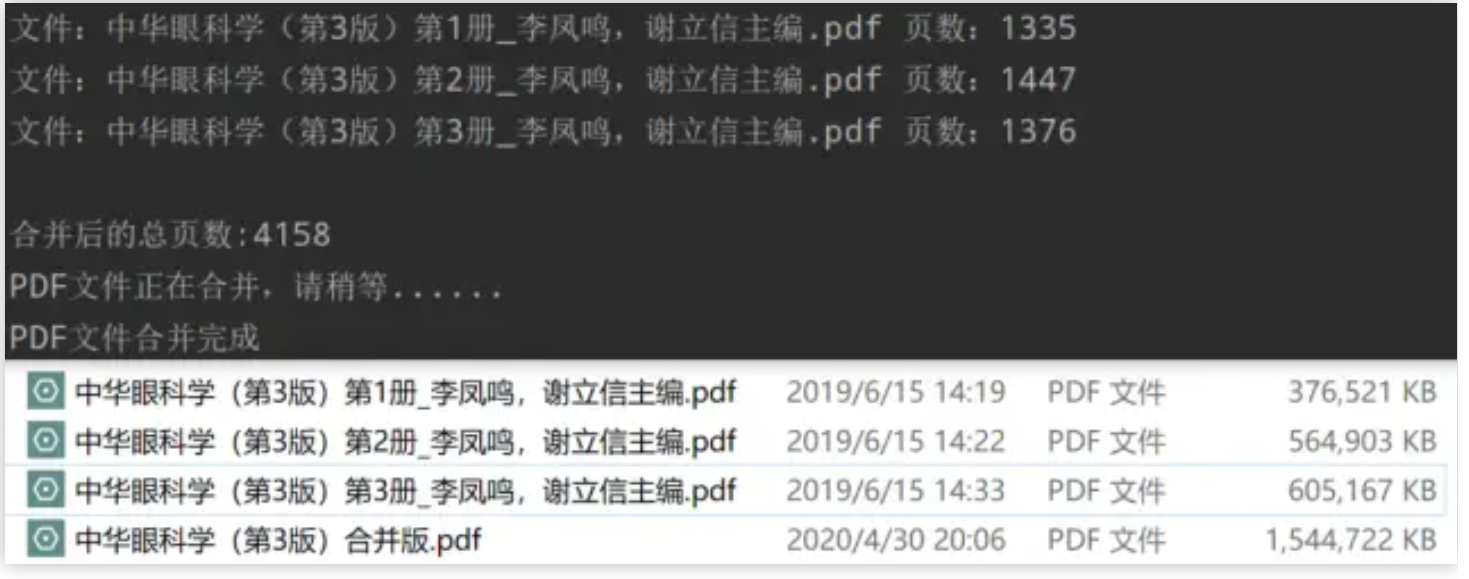 文件：中华眼科学（第3版）第1册_李凤鸣，谢立信主编.pdf 页数：1335
文件：中华眼科学（第3版）第2册_李凤鸣，谢立信主编.pdf 页数：1447
文件：中华眼科学（第3版）第3册_李凤鸣，谢立信主编.pdf 页数：1376
合并后的总页数:4158
PDF文件正在合并，请稍等......
PDF文件合并完成
中华眼科学（第3版）第1册_李凤鸣，谢立信主编.pdf 2019/6/15 14:19 PDF 文件 376,521 KB
中华眼科学（第3版）第2册_李凤鸣，谢立信主编.pdf 2019/6/15 14:22 PDF 文件 564,903 KB
中华眼科学（第3版）第3册_李凤鸣，谢立信主编.pdf 2019/6/15 14:33 PDF 文件 605,167 KB
中华眼科学（第3版）合并版.pdf 2020/4/30 20:06 PDF 文件 1,544,722 KB